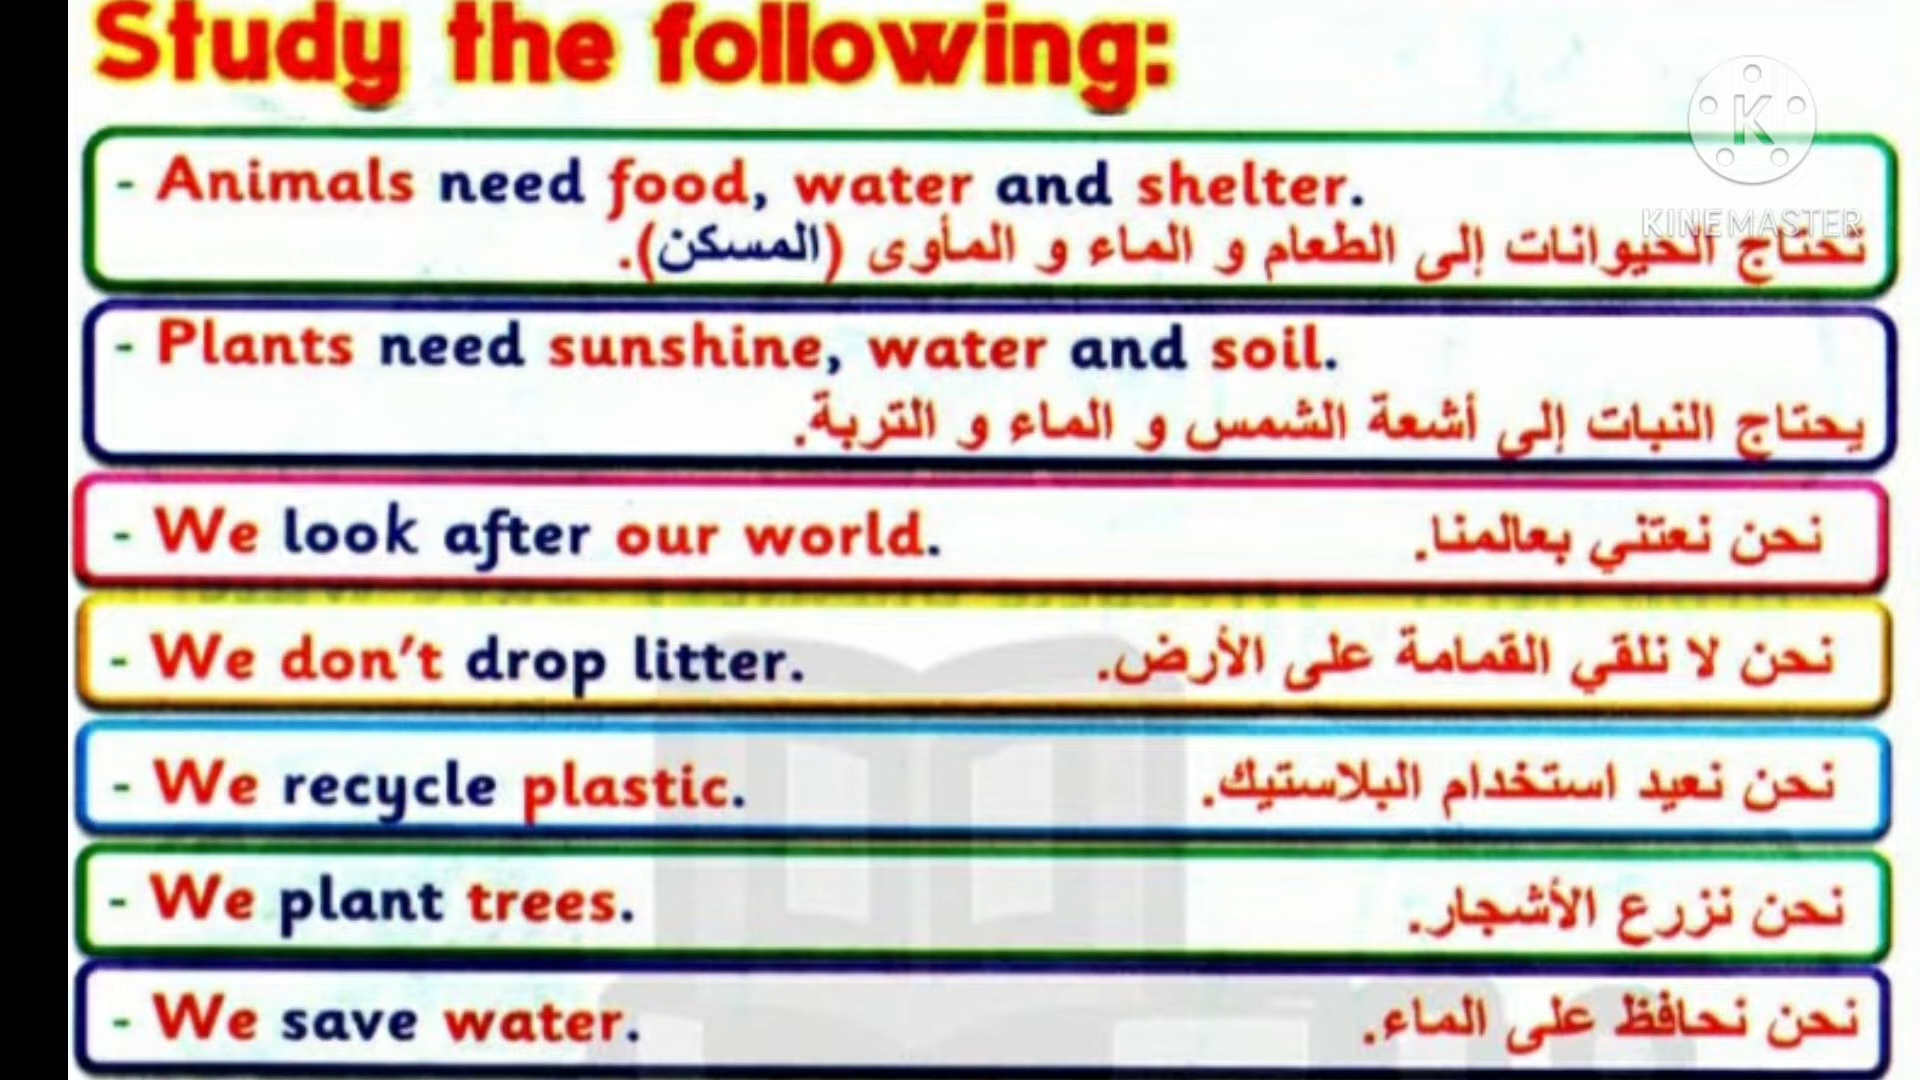 Study the following:
KINEMASTER
- Animals need food, water and shelter.
تحتاج الحيوانات إلى الطعام و الماء و المأوى (المسكن).
- Plants need sunshine, water and soil.
يحتاج النبات إلى أشعة الشمس و الماء و التربة.
- We look after our world. نحن نعتني بعالمنا.
- We don't drop litter. نحن لا نلقي القمامة على الأرض.
- We recycle plastic. نحن نعيد استخدام البلاستيك.
- We plant trees. نحن نزرع الأشجار.
- We save water. نحن نحافظ على الماء.